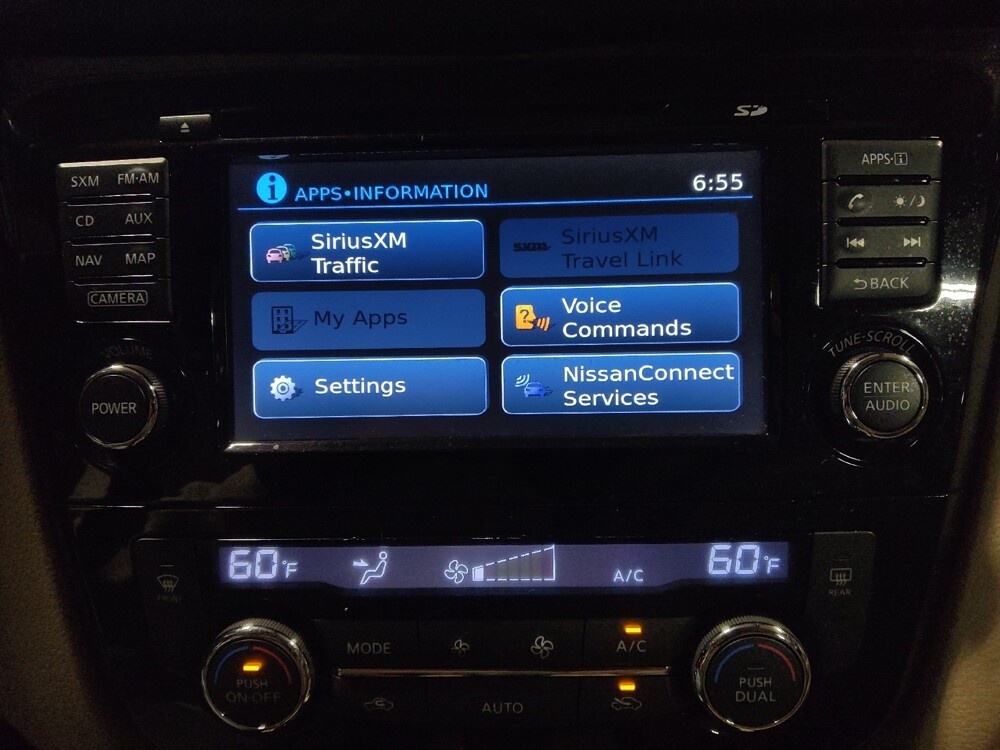 SD
SXM FM·AM
CD AUX
NAV MAP
CAMERA
VOLUME
POWER
i APPS•INFORMATION 6:55
SiriusXM
Traffic
sxm
SiriusXM
Travel Link
My Apps
?
Voice
Commands
Settings
NissanConnect
Services
APPS·i
BACK
TUNE·SCROLL
ENTER
AUDIO
60°F A/C 60°F
FRONT
REAR
MODE
A/C
PUSH
ON·OFF
AUTO
PUSH
DUAL